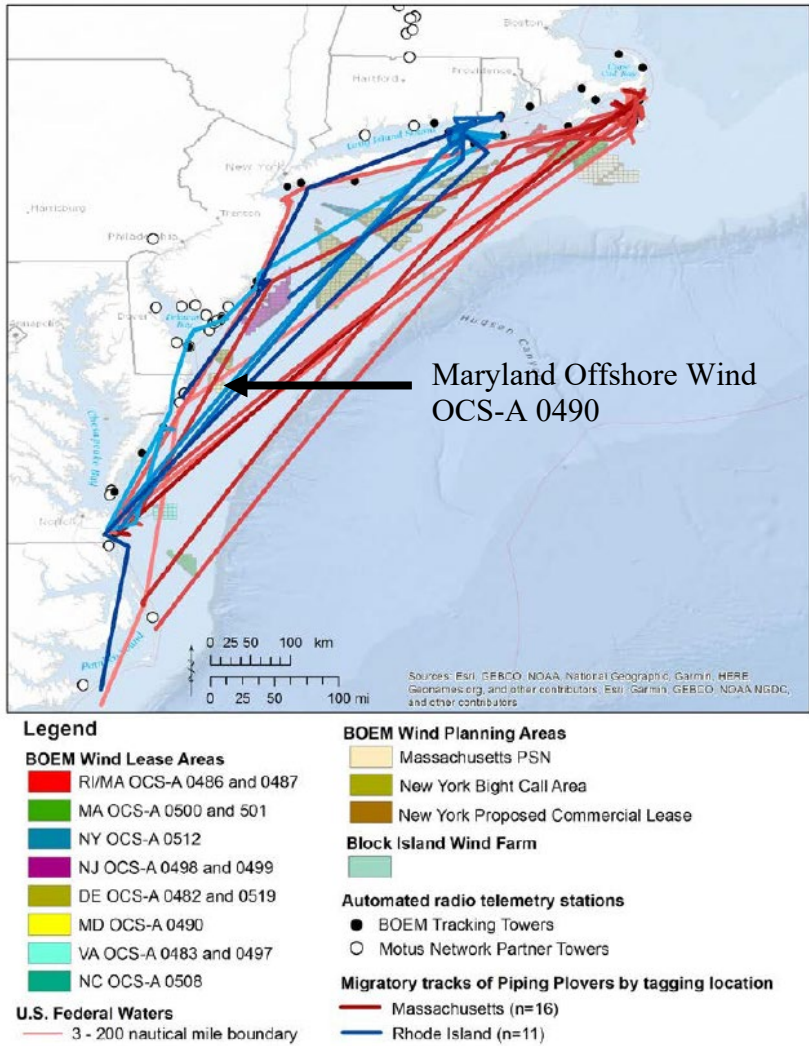 Boston
Cape
Cod Bay
Hartford
Providence
Long Island Sound
New York
Harrisburg
Trenton
Philadelphia
Dover
Delaware
Bay
Annapolis
Hudson Canyon
Maryland Offshore Wind
OCS-A 0490
Chesapeake Bay
Norfolk
Sound
0 25 50 100 km
0 25 50 100 mi
Sources: Esri, GEBCO, NOAA, National Geographic, Garmin, HERE,
Geonames.org, and other contributors, Esri, Garmin, GEBCO, NOAA NGDC,
and other contributors
Legend
BOEM Wind Lease Areas
RI/MA OCS-A 0486 and 0487
MA OCS-A 0500 and 501
NY OCS-A 0512
NJ OCS-A 0498 and 0499
DE OCS-A 0482 and 0519
MD OCS-A 0490
VA OCS-A 0483 and 0497
NC OCS-A 0508
U.S. Federal Waters
3 - 200 nautical mile boundary
BOEM Wind Planning Areas
Massachusetts PSN
New York Bight Call Area
New York Proposed Commercial Lease
Block Island Wind Farm
Automated radio telemetry stations
BOEM Tracking Towers
Motus Network Partner Towers
Migratory tracks of Piping Plovers by tagging location
Massachusetts (n=16)
Rhode Island (n=11)